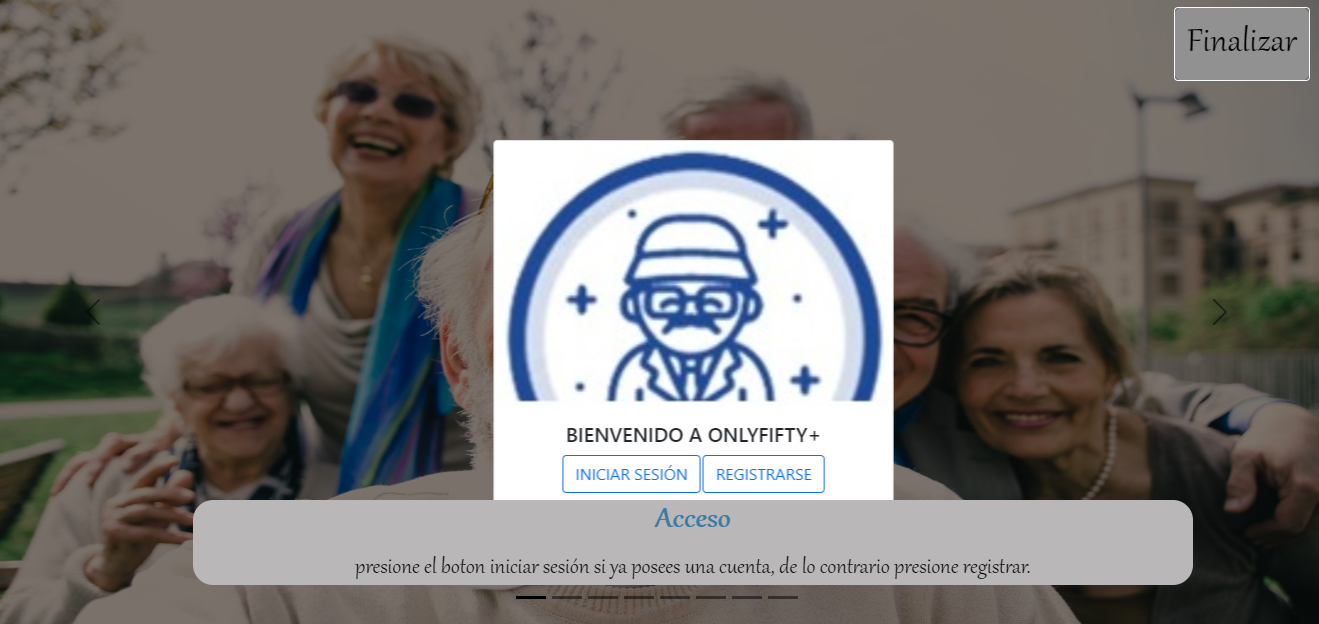 Finalizar
BIENVENIDO A ONLYFIFTY+
INICIAR SESIÓN REGISTRARSE
Acceso
presione el boton iniciar sesión si ya posees una cuenta, de lo contrario presione registrar.